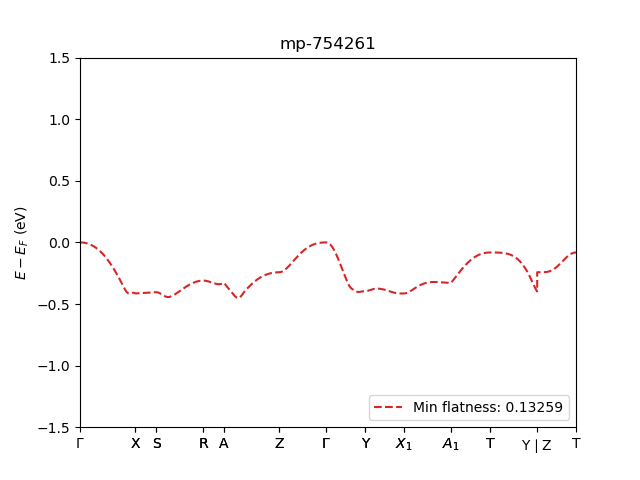 mp-754261
E − E_F (eV)
1.5
1.0
0.5
0.0
−0.5
−1.0
−1.5
Min flatness: 0.13259
Γ X S R A Z Γ Y X₁ A₁ T Y | Z T